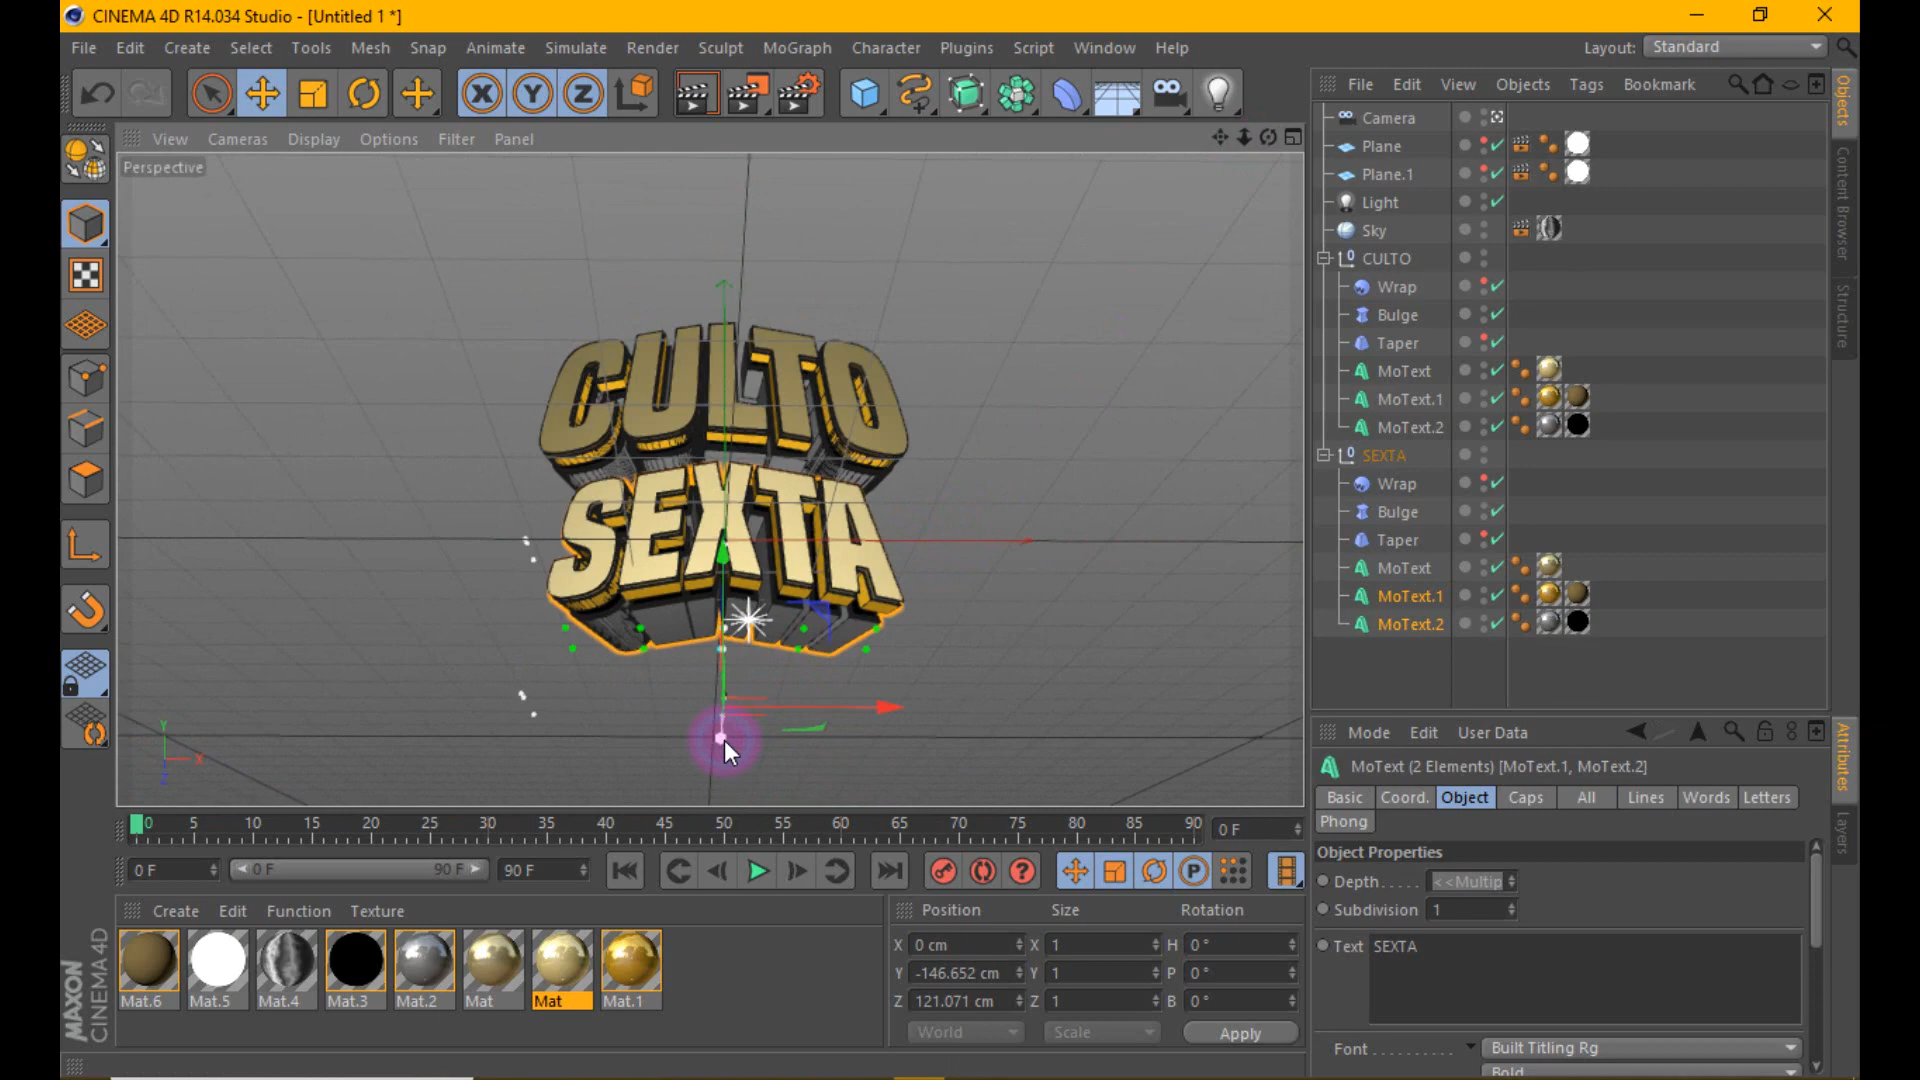 CINEMA 4D R14.034 Studio - [Untitled 1 *]
File Edit Create Select Tools Mesh Snap Animate Simulate Render Sculpt MoGraph Character Plugins Script Window Help
Layout: Standard
View Cameras Display Options Filter Panel
Perspective
CULTO
SEXTA
Y
X
Z
File Edit View Objects Tags Bookmark
Camera
Plane
Plane.1
Light
Sky
CULTO
Wrap
Bulge
Taper
MoText
MoText.1
MoText.2
SEXTA
Wrap
Bulge
Taper
MoText
MoText.1
MoText.2
Objects
Content Browser
Structure
Mode Edit User Data
MoText (2 Elements) [MoText.1, MoText.2]
Basic Coord. Object Caps All Lines Words Letters
Phong
Object Properties
Depth..... <<Multip
Subdivision 1
Text SEXTA
Font.......... Built Titling Rg
Bold
Attributes
Layers
0 5 10 15 20 25 30 35 40 45 50 55 60 65 70 75 80 85 90 0 F
0 F 0 F 90 F 90 F
Create Edit Function Texture
Mat.6 Mat.5 Mat.4 Mat.3 Mat.2 Mat Mat Mat.1
Position Size Rotation
X 0 cm X 1 H 0 °
Y -146.652 cm Y 1 P 0 °
Z 121.071 cm Z 1 B 0 °
World Scale Apply
MAXON
CINEMA 4D